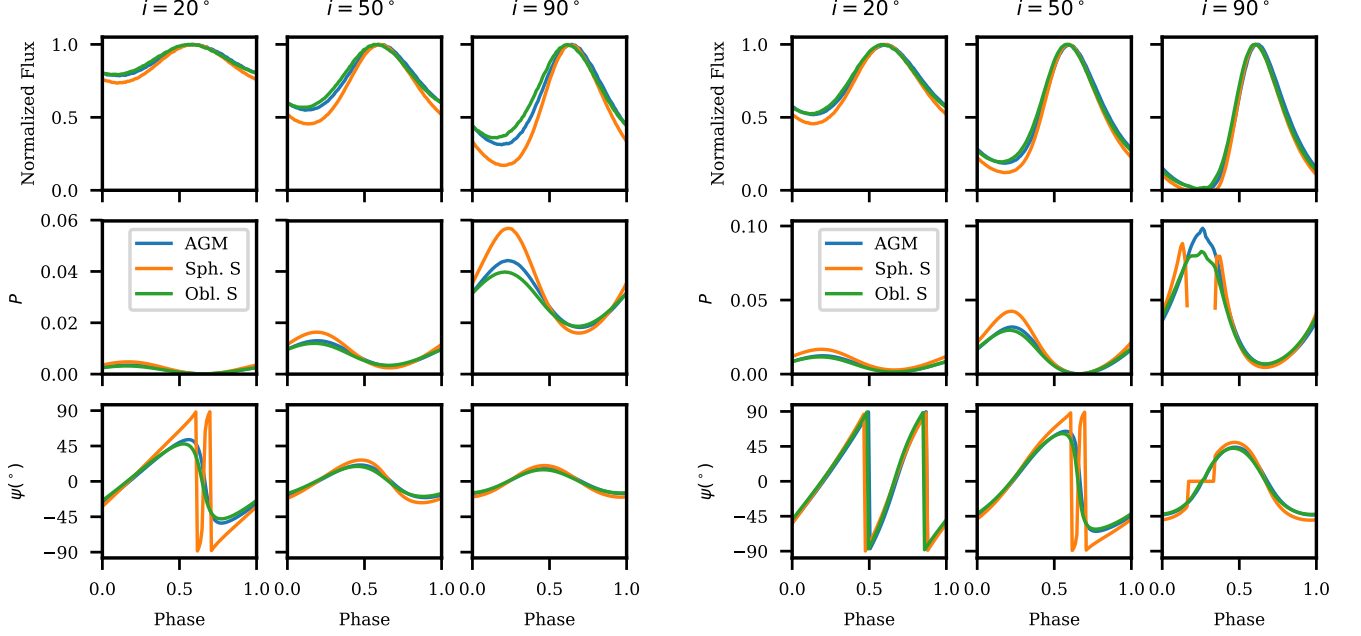 i = 20° i = 50° i = 90° i = 20° i = 50° i = 90°
1.0 1.0
Normalized Flux Normalized Flux
0.5 0.5
0.0 0.0
0.06 0.10
AGM AGM
0.04
Sph. S Sph. S
P P
0.05
Obl. S Obl. S
0.02
0.00 0.00
90 90
45 45
ψ(°) ψ(°)
0 0
−45 −45
−90 −90
0.0 0.5 1.0 0.0 0.5 1.0 0.0 0.5 1.0 0.0 0.5 1.0 0.0 0.5 1.0 0.0 0.5 1.0
Phase Phase Phase Phase Phase Phase